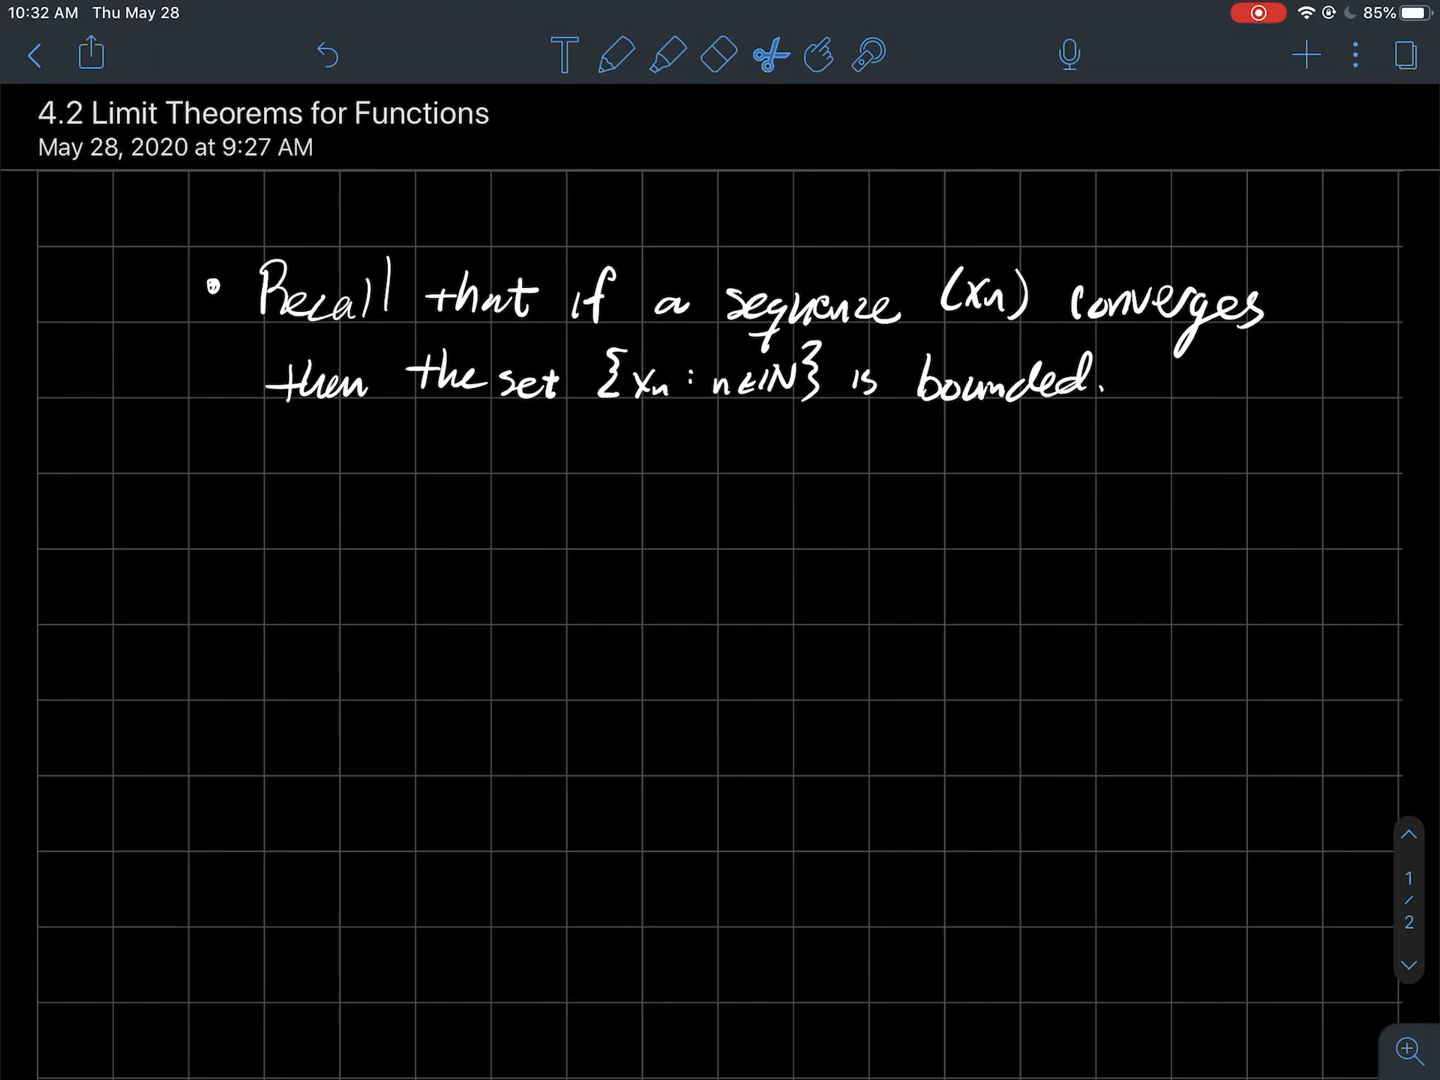 10:32 AM Thu May 28
85%
4.2 Limit Theorems for Functions
May 28, 2020 at 9:27 AM
• Recall that if a sequence (xₙ) converges
then the set {xₙ : n∈ℕ} is bounded.
1
/
2